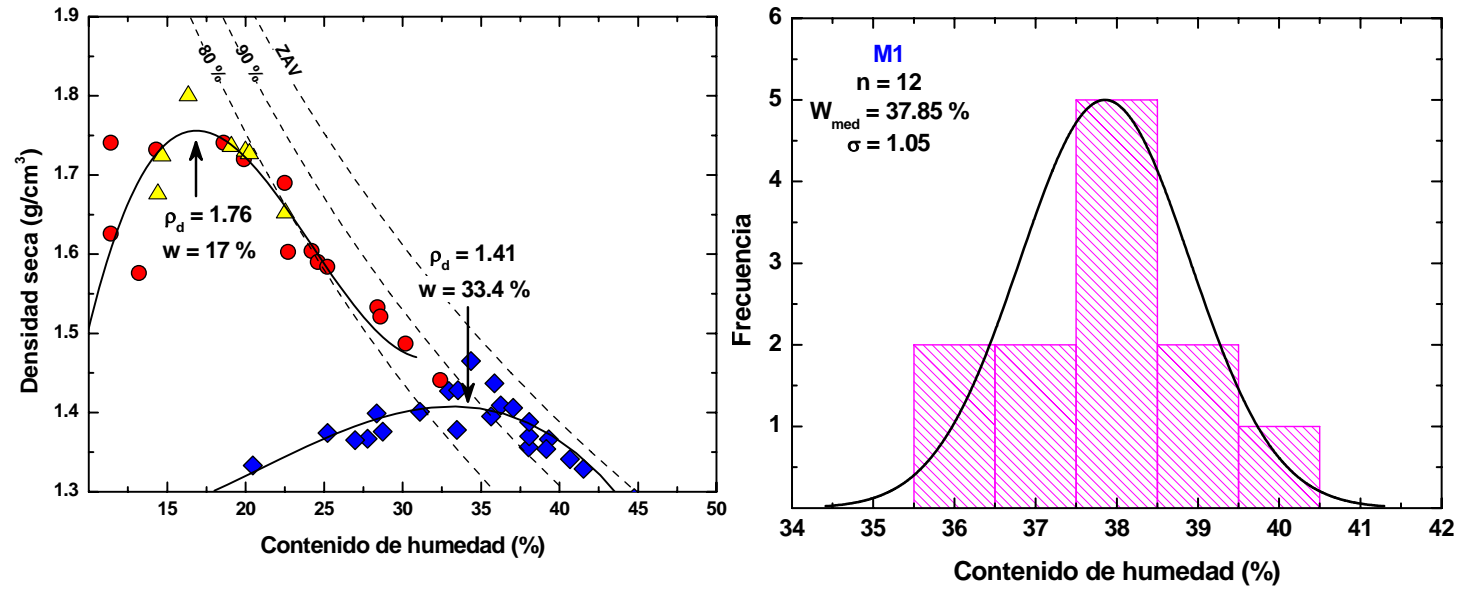 1.9
1.8
1.7
1.6
1.5
1.4
1.3
Densidad seca (g/cm³)
80 %
90 %
ZAV
ρd = 1.76
w = 17 %
ρd = 1.41
w = 33.4 %
15 20 25 30 35 40 45 50
Contenido de humedad (%)
6
5
4
3
2
1
0
Frecuencia
M1
n = 12
Wmed = 37.85 %
σ = 1.05
34 35 36 37 38 39 40 41 42
Contenido de humedad (%)